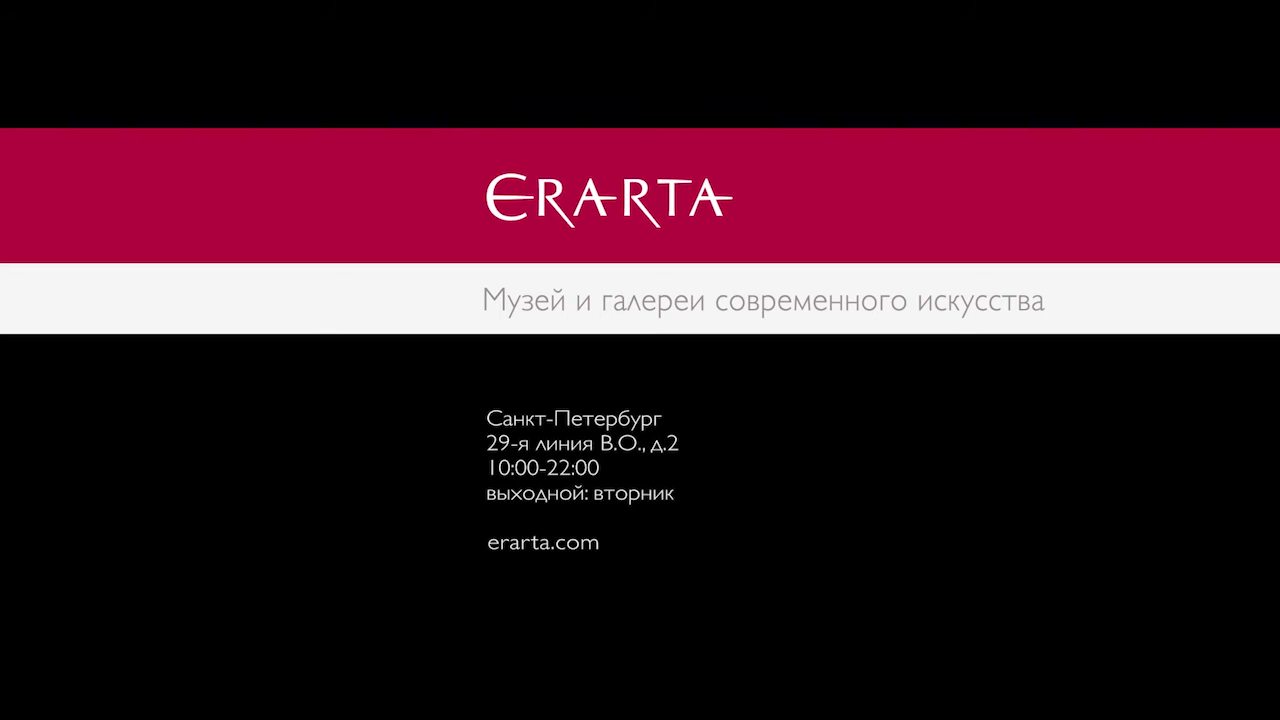 ERARTA
Музей и галереи современного искусства
Санкт-Петербург
29-я линия В.О., д.2
10:00-22:00
выходной: вторник
erarta.com